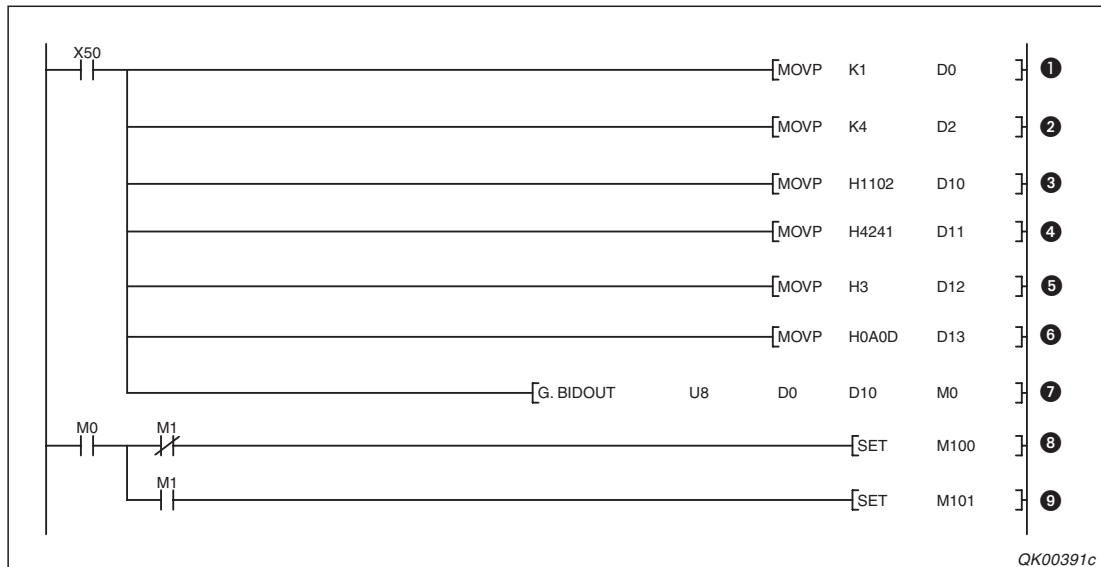 X50
MOVP K1 D0 1
MOVP K4 D2 2
MOVP H1102 D10 3
MOVP H4241 D11 4
MOVP H3 D12 5
MOVP H0A0D D13 6
G. BIDOUT U8 D0 D10 M0 7
M0 M1
SET M100 8
M1
SET M101 9
QK00391c